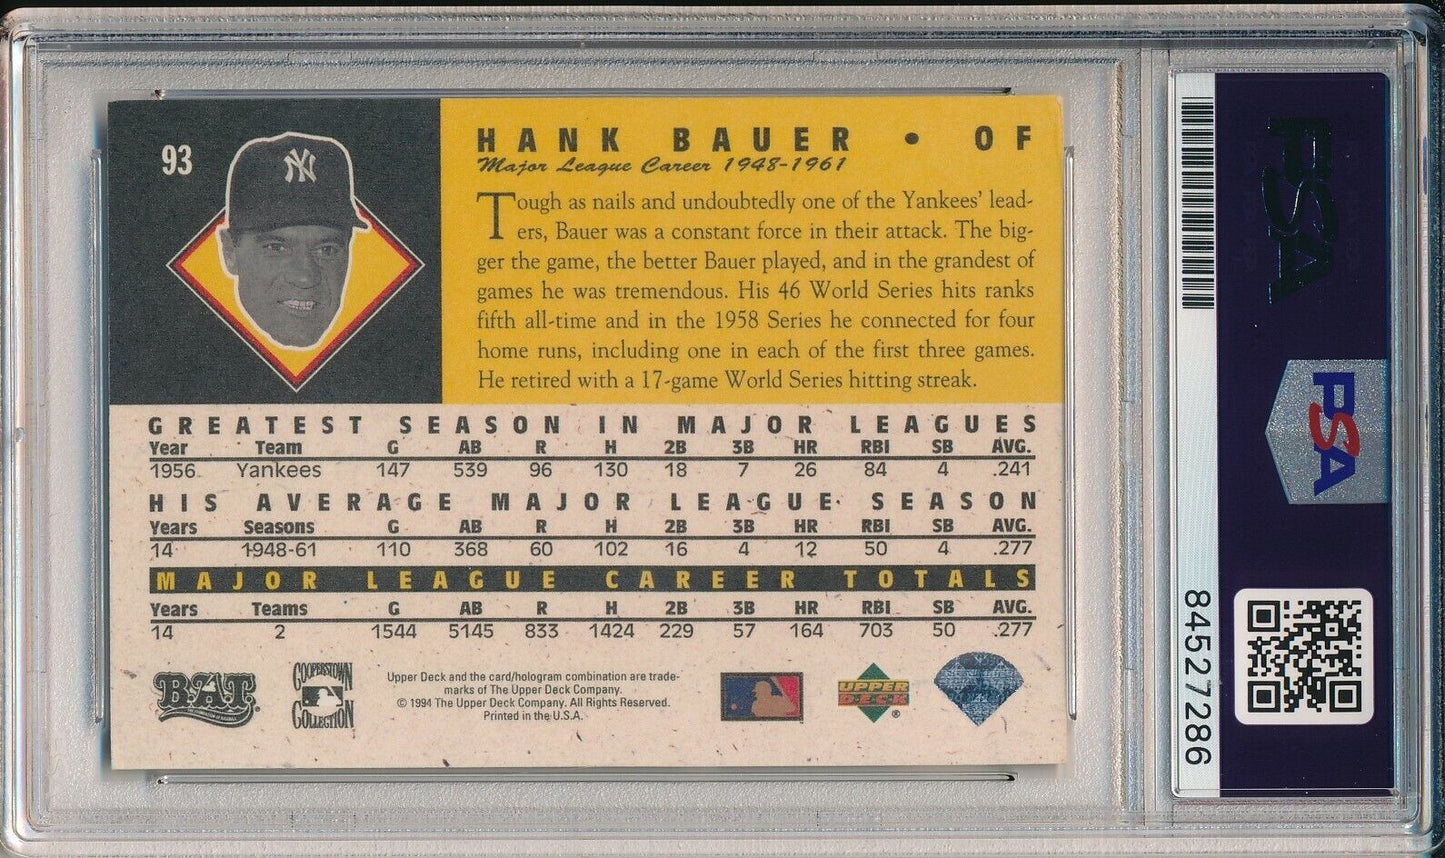 93
NY
HANK BAUER • OF
Major League Career 1948-1961
Tough as nails and undoubtedly one of the Yankees' lead-
ers, Bauer was a constant force in their attack. The big-
ger the game, the better Bauer played, and in the grandest of
games he was tremendous. His 46 World Series hits ranks
fifth all-time and in the 1958 Series he connected for four
home runs, including one in each of the first three games.
He retired with a 17-game World Series hitting streak.
GREATEST SEASON IN MAJOR LEAGUES
Year Team G AB R H 2B 3B HR RBI SB AVG.
1956 Yankees 147 539 96 130 18 7 26 84 4 .241
HIS AVERAGE MAJOR LEAGUE SEASON
Years Seasons G AB R H 2B 3B HR RBI SB AVG.
14 1948-61 110 368 60 102 16 4 12 50 4 .277
MAJOR LEAGUE CAREER TOTALS
Years Teams G AB R H 2B 3B HR RBI SB AVG.
14 2 1544 5145 833 1424 229 57 164 703 50 .277
B.A.T.
COOPERSTOWN
COLLECTION
Upper Deck and the card/hologram combination are trade-
marks of The Upper Deck Company.
© 1994 The Upper Deck Company. All Rights Reserved.
Printed in the U.S.A.
UPPER
DECK
®
PSA
PSA
84527286